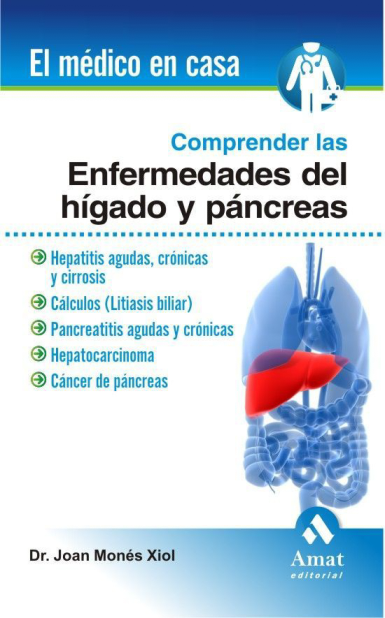 El médico en casa
Comprender las
Enfermedades del
hígado y páncreas
Hepatitis agudas, crónicas
y cirrosis
Cálculos (Litiasis biliar)
Pancreatitis agudas y crónicas
Hepatocarcinoma
Cáncer de páncreas
Dr. Joan Monés Xiol
Amat
editorial